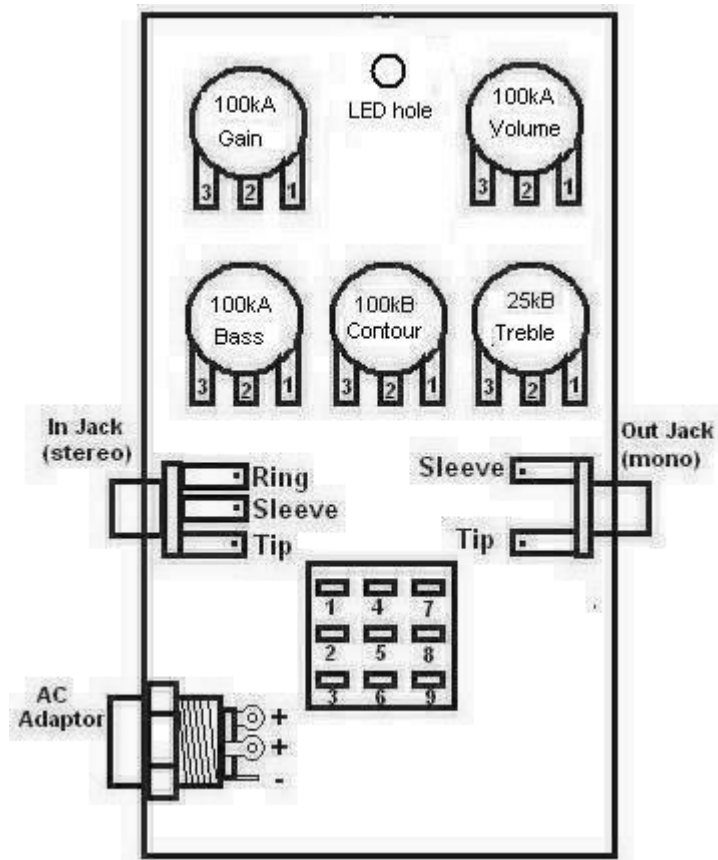 100kA
Gain
3 2 1
LED hole
100kA
Volume
3 2 1
100kA
Bass
3 2 1
100kB
Contour
3 2 1
25kB
Treble
3 2 1
In Jack
(stereo)
Ring
Sleeve
Tip
Sleeve
Tip
Out Jack
(mono)
1 4 7
2 5 8
3 6 9
AC
Adaptor
+
+
-